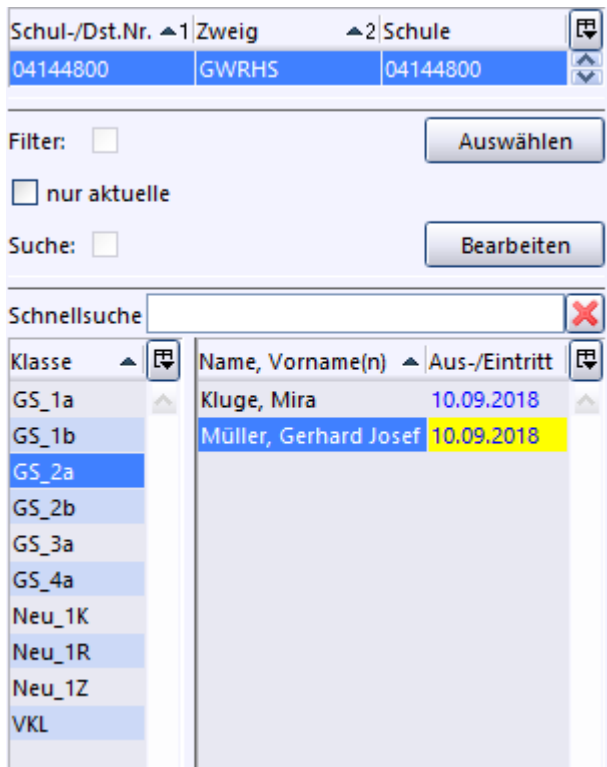 Schul-/Dst.Nr. 1 Zweig 2 Schule
04144800 GWRHS 04144800
Filter: Auswählen
nur aktuelle
Suche: Bearbeiten
Schnellsuche
Klasse Name, Vorname(n) Aus-/Eintritt
GS_1a Kluge, Mira 10.09.2018
GS_1b Müller, Gerhard Josef 10.09.2018
GS_2a
GS_2b
GS_3a
GS_4a
Neu_1K
Neu_1R
Neu_1Z
VKL